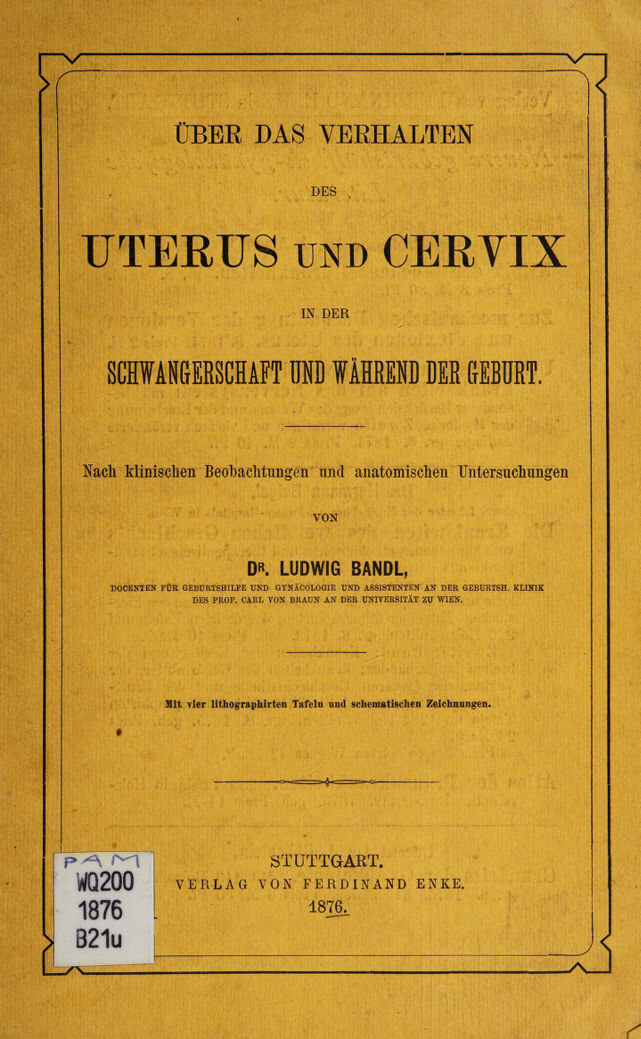 ÜBER DAS VERHALTEN
DES
UTERUS UND CERVIX
IN DER
SCHWANGERSCHAFT UND WÄHREND DER GEBURT.
Nach klinischen Beobachtungen und anatomischen Untersuchungen
VON
DR. LUDWIG BANDL,
DOCENTEN FÜR GEBURTSHILFE UND GYNÄCOLOGIE UND ASSISTENTEN AN DER GEBURTSH. KLINIK
DES PROF. CARL VON BRAUN AN DER UNIVERSITÄT ZU WIEN.
Mit vier lithographirten Tafeln und schematischen Zeichnungen.
STUTTGART.
VERLAG VON FERDINAND ENKE.
1876.
PAM
WQ200
1876
B21u